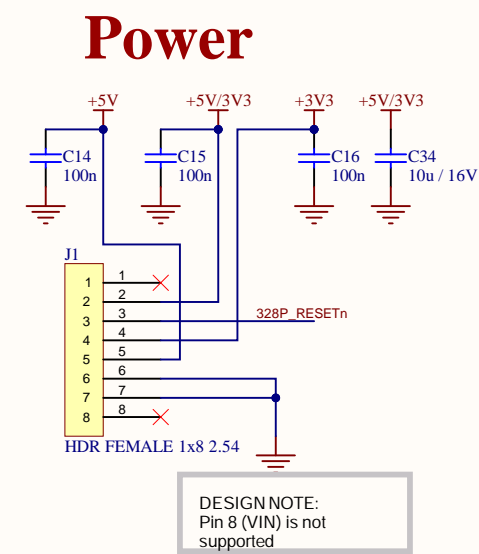 Power
+5V
+5V/3V3
+3V3
+5V/3V3
C14
100n
C15
100n
C16
100n
C34
10u / 16V
J1
1 1
2 2
3 3
328P_RESETn
4 4
5 5
6 6
7 7
8 8
HDR FEMALE 1x8 2.54
DESIGN NOTE:
Pin 8 (VIN) is not
supported